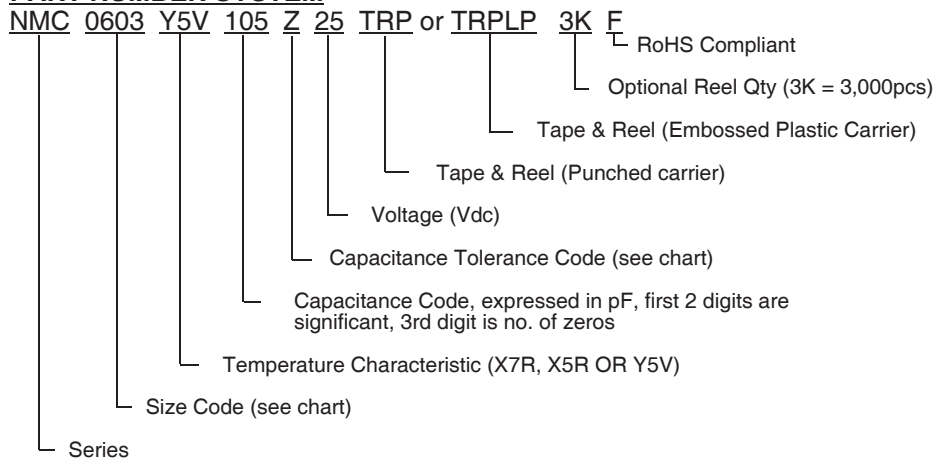 PART NUMBER SYSTEM
NMC 0603 Y5V 105 Z 25 TRP or TRPLP 3K F
RoHS Compliant
Optional Reel Qty (3K = 3,000pcs)
Tape & Reel (Embossed Plastic Carrier)
Tape & Reel (Punched carrier)
Voltage (Vdc)
Capacitance Tolerance Code (see chart)
Capacitance Code, expressed in pF, first 2 digits are
significant, 3rd digit is no. of zeros
Temperature Characteristic (X7R, X5R OR Y5V)
Size Code (see chart)
Series